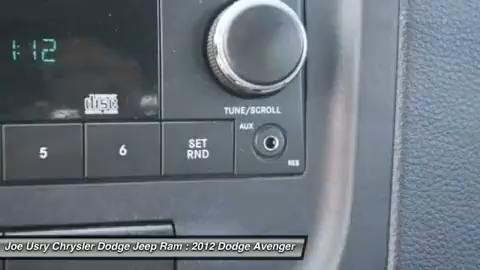 1:12
disc
TUNE/SCROLL
AUX
5
6
SET
RND
RES
Joe Usry Chrysler Dodge Jeep Ram : 2012 Dodge Avenger